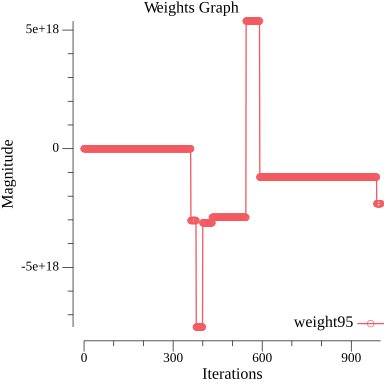 Weights Graph
5e+18
0
-5e+18
Magnitude
weight95
0 300 600 900
Iterations